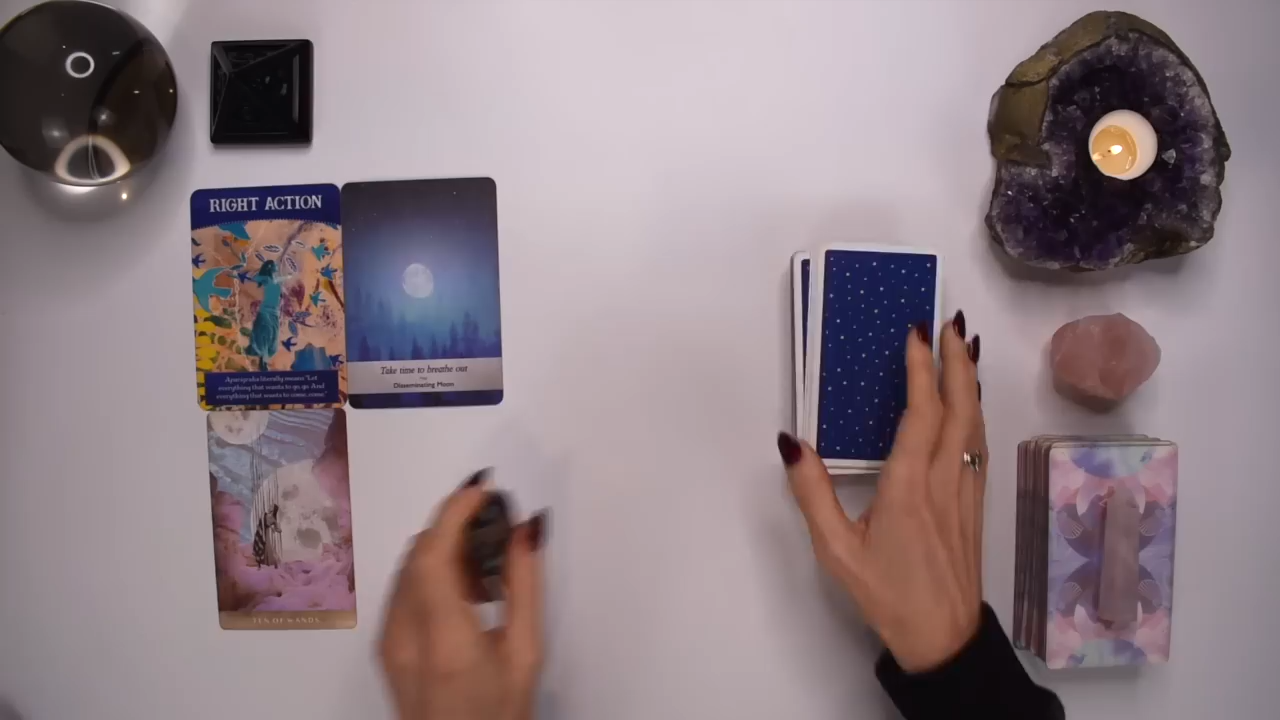 RIGHT ACTION
Aparigraha literally means "Let
everything that wants to go, go. And
everything that wants to come, come."
Take time to breathe out
THE
Disseminating Moon
TEN OF WANDS